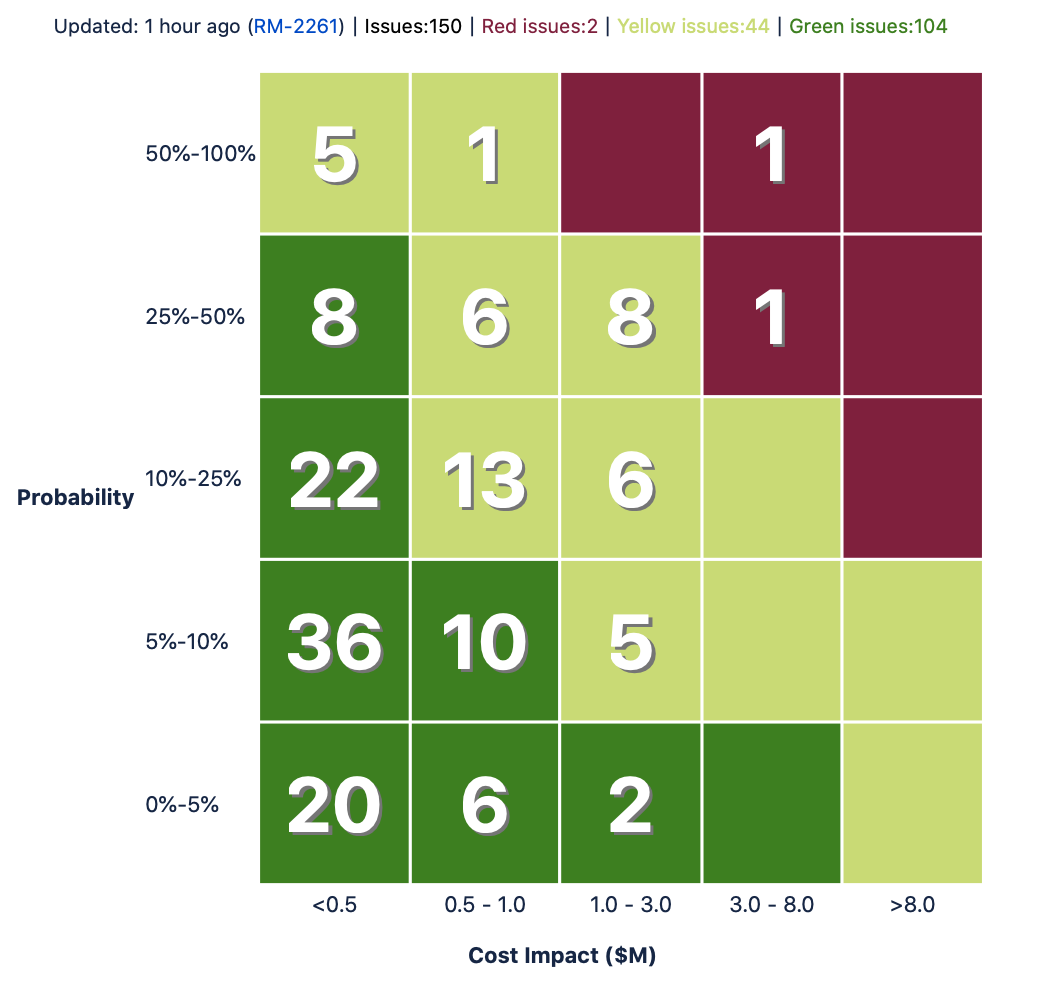 Updated: 1 hour ago (RM-2261) | Issues:150 | Red issues:2 | Yellow issues:44 | Green issues:104
50%-100% 5 1 1
25%-50% 8 6 8 1
10%-25% 22 13 6
Probability
5%-10% 36 10 5
0%-5% 20 6 2
<0.5 0.5 - 1.0 1.0 - 3.0 3.0 - 8.0 >8.0
Cost Impact ($M)